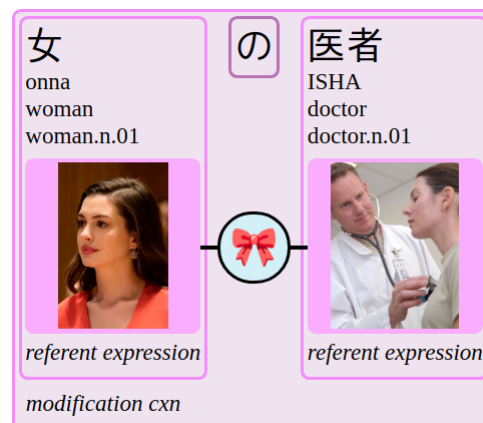 女
onna
woman
woman.n.01
referent expression
の
医者
ISHA
doctor
doctor.n.01
referent expression
modification cxn